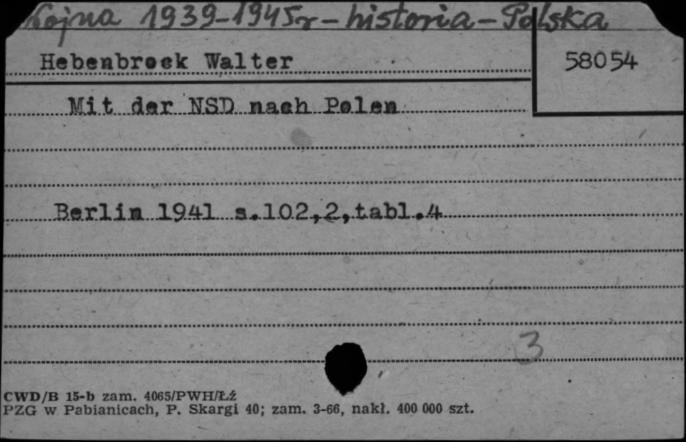 Wojna 1939-1945r - historia - Polska
Hebenbroek Walter
58054
Mit der NSD nach Polen
Berlin 1941 s.102,2,tabl.4
3
CWD/B 15-b zam. 4065/PWH/Łź
PZG w Pabianicach, P. Skargi 40; zam. 3-66, nakł. 400 000 szt.